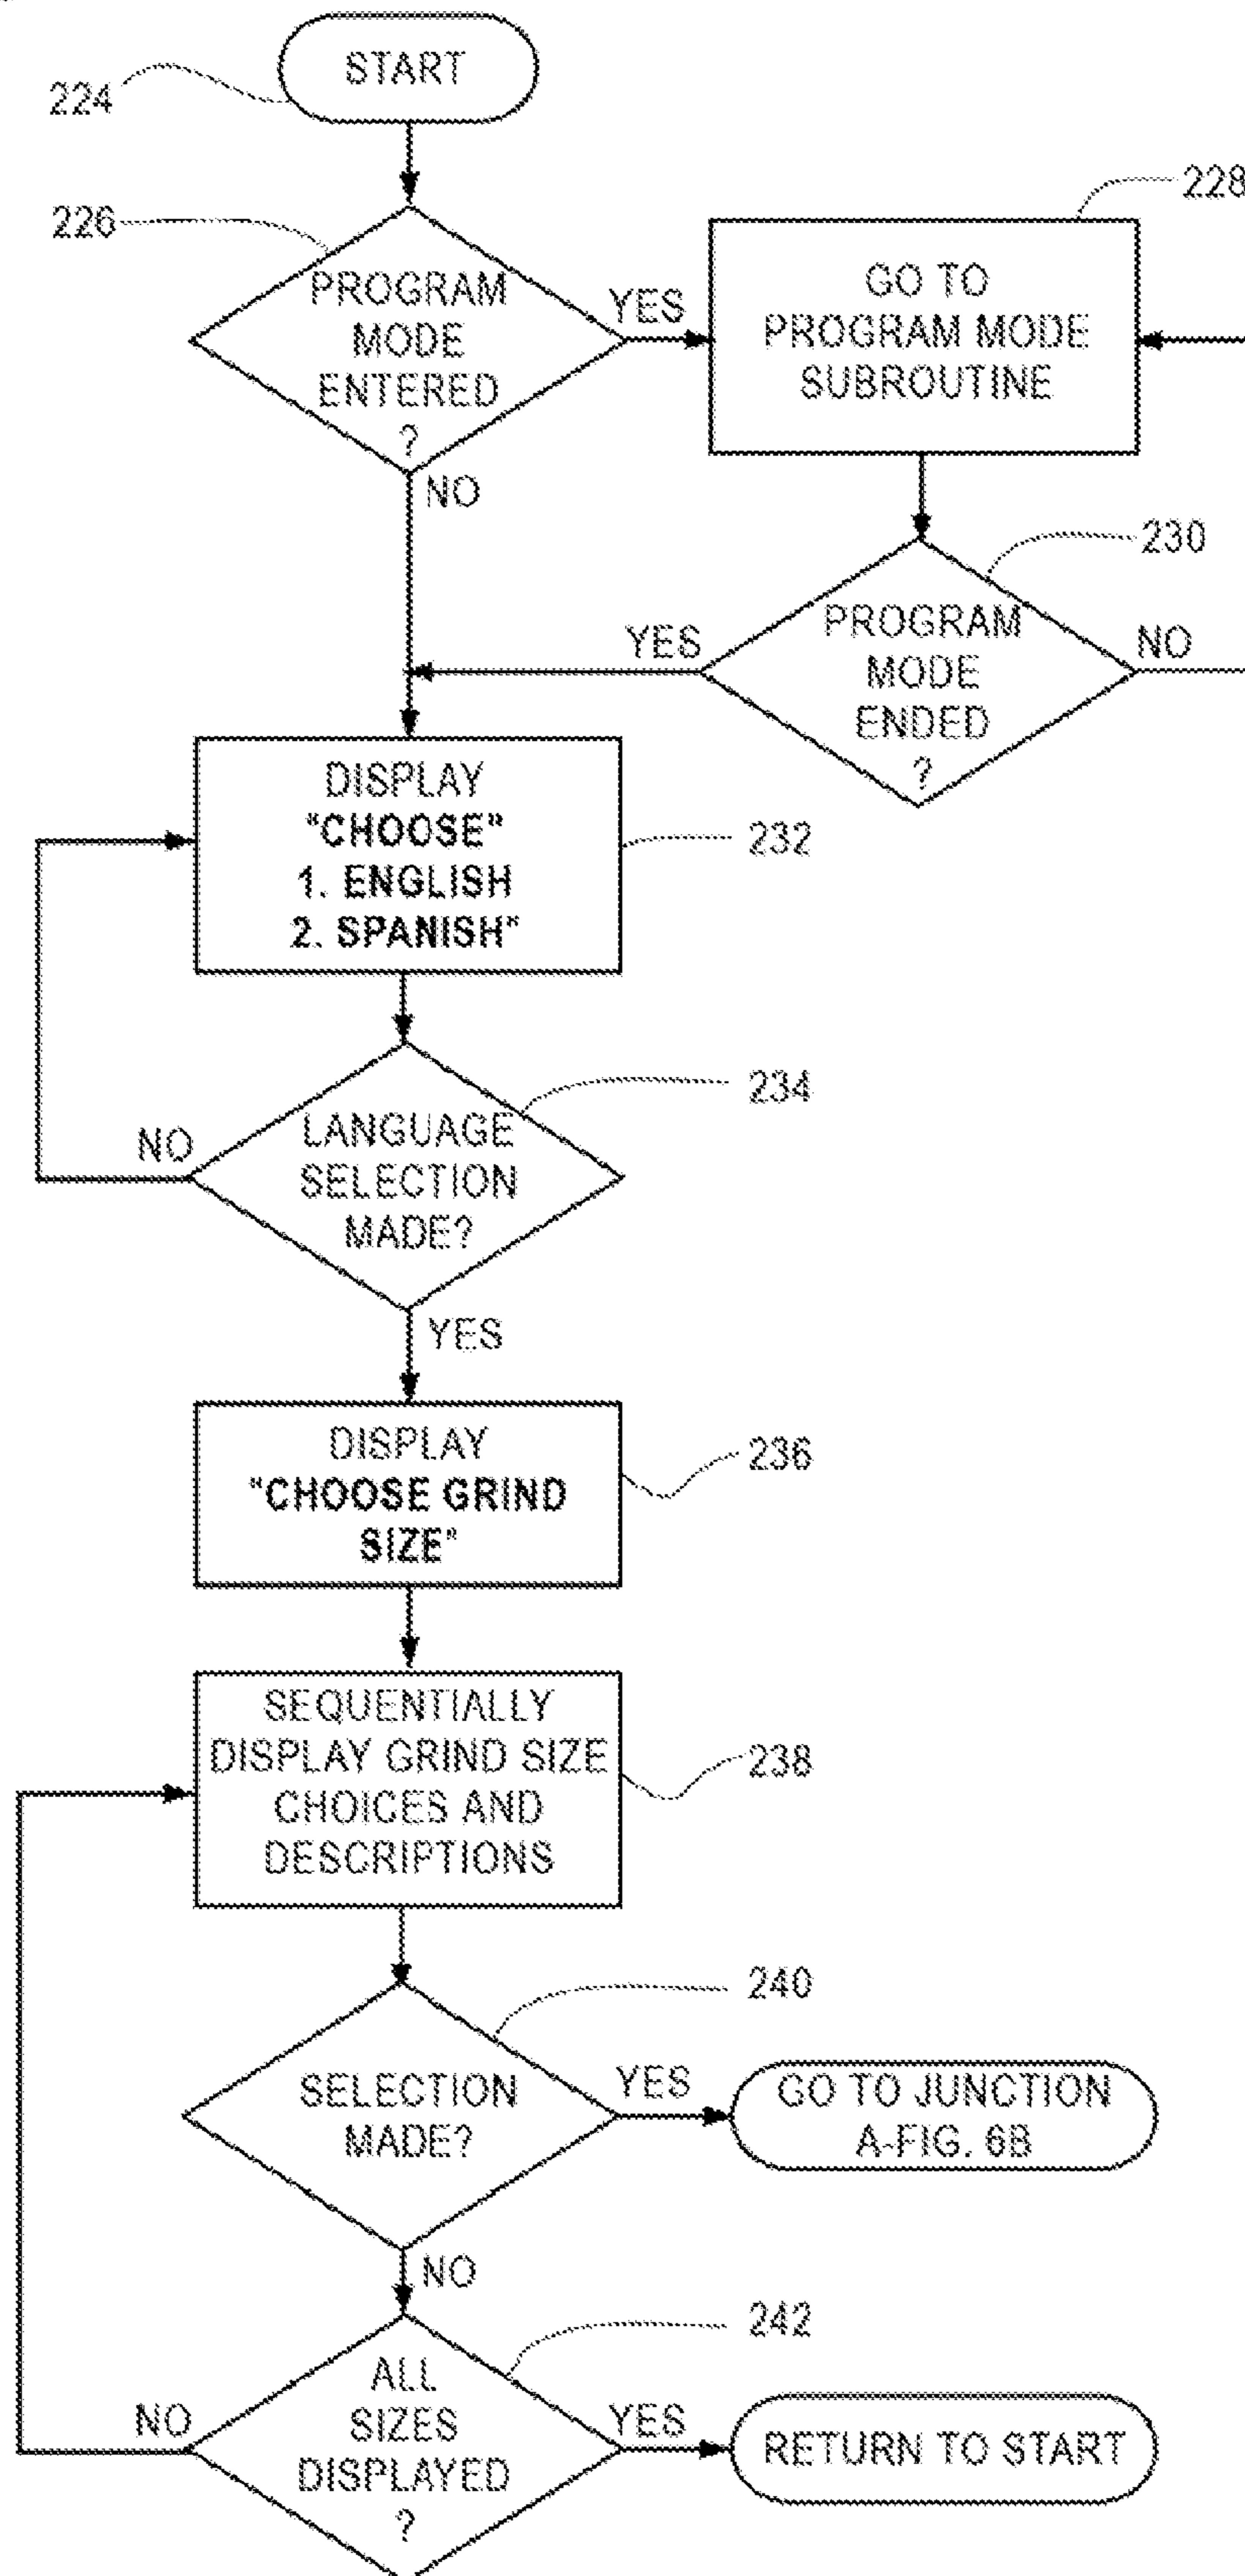 START
224
226
228
PROGRAM
MODE
ENTERED
?
YES
GO TO
PROGRAM MODE
SUBROUTINE
NO
230
YES
PROGRAM
MODE
ENDED
?
NO
DISPLAY
"CHOOSE"
1. ENGLISH
2. SPANISH"
232
234
NO
LANGUAGE
SELECTION
MADE?
YES
DISPLAY
"CHOOSE GRIND
SIZE"
236
SEQUENTIALLY
DISPLAY GRIND SIZE
CHOICES AND
DESCRIPTIONS
238
240
SELECTION
MADE?
YES
GO TO JUNCTION
A-FIG. 6B
NO
242
NO
ALL
SIZES
DISPLAYED
?
YES
RETURN TO START